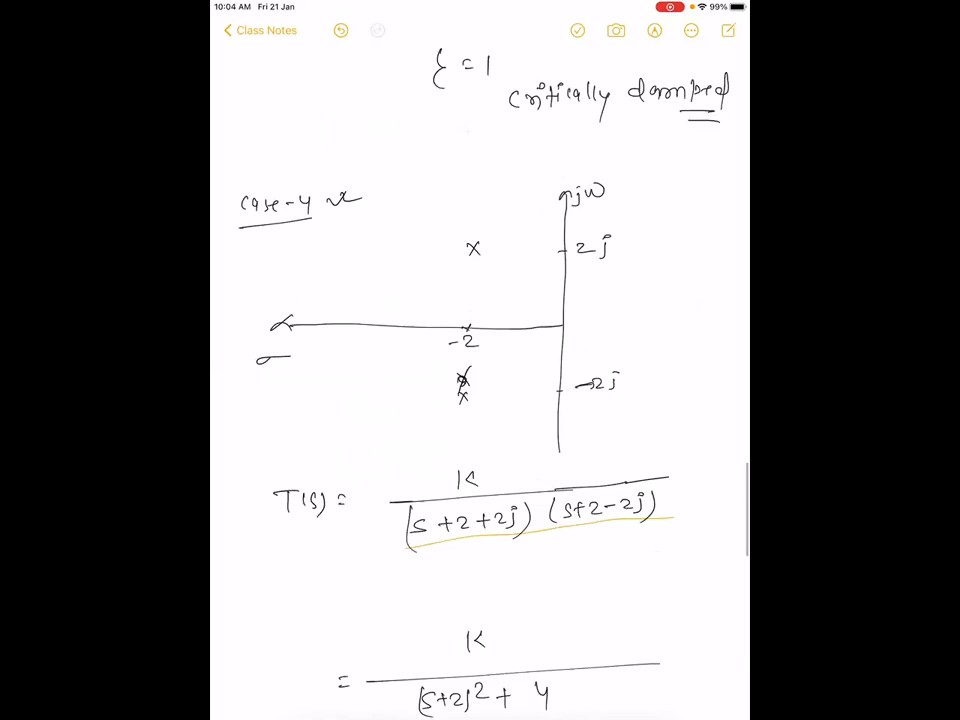 10:04 AM Fri 21 Jan 99%
Class Notes
ξ = 1
critically damped
case-4
jω
2j
-2
σ
-2j
T(s) = K / (s+2+2j) (s+2-2j)
= K / (s+2)² + 4